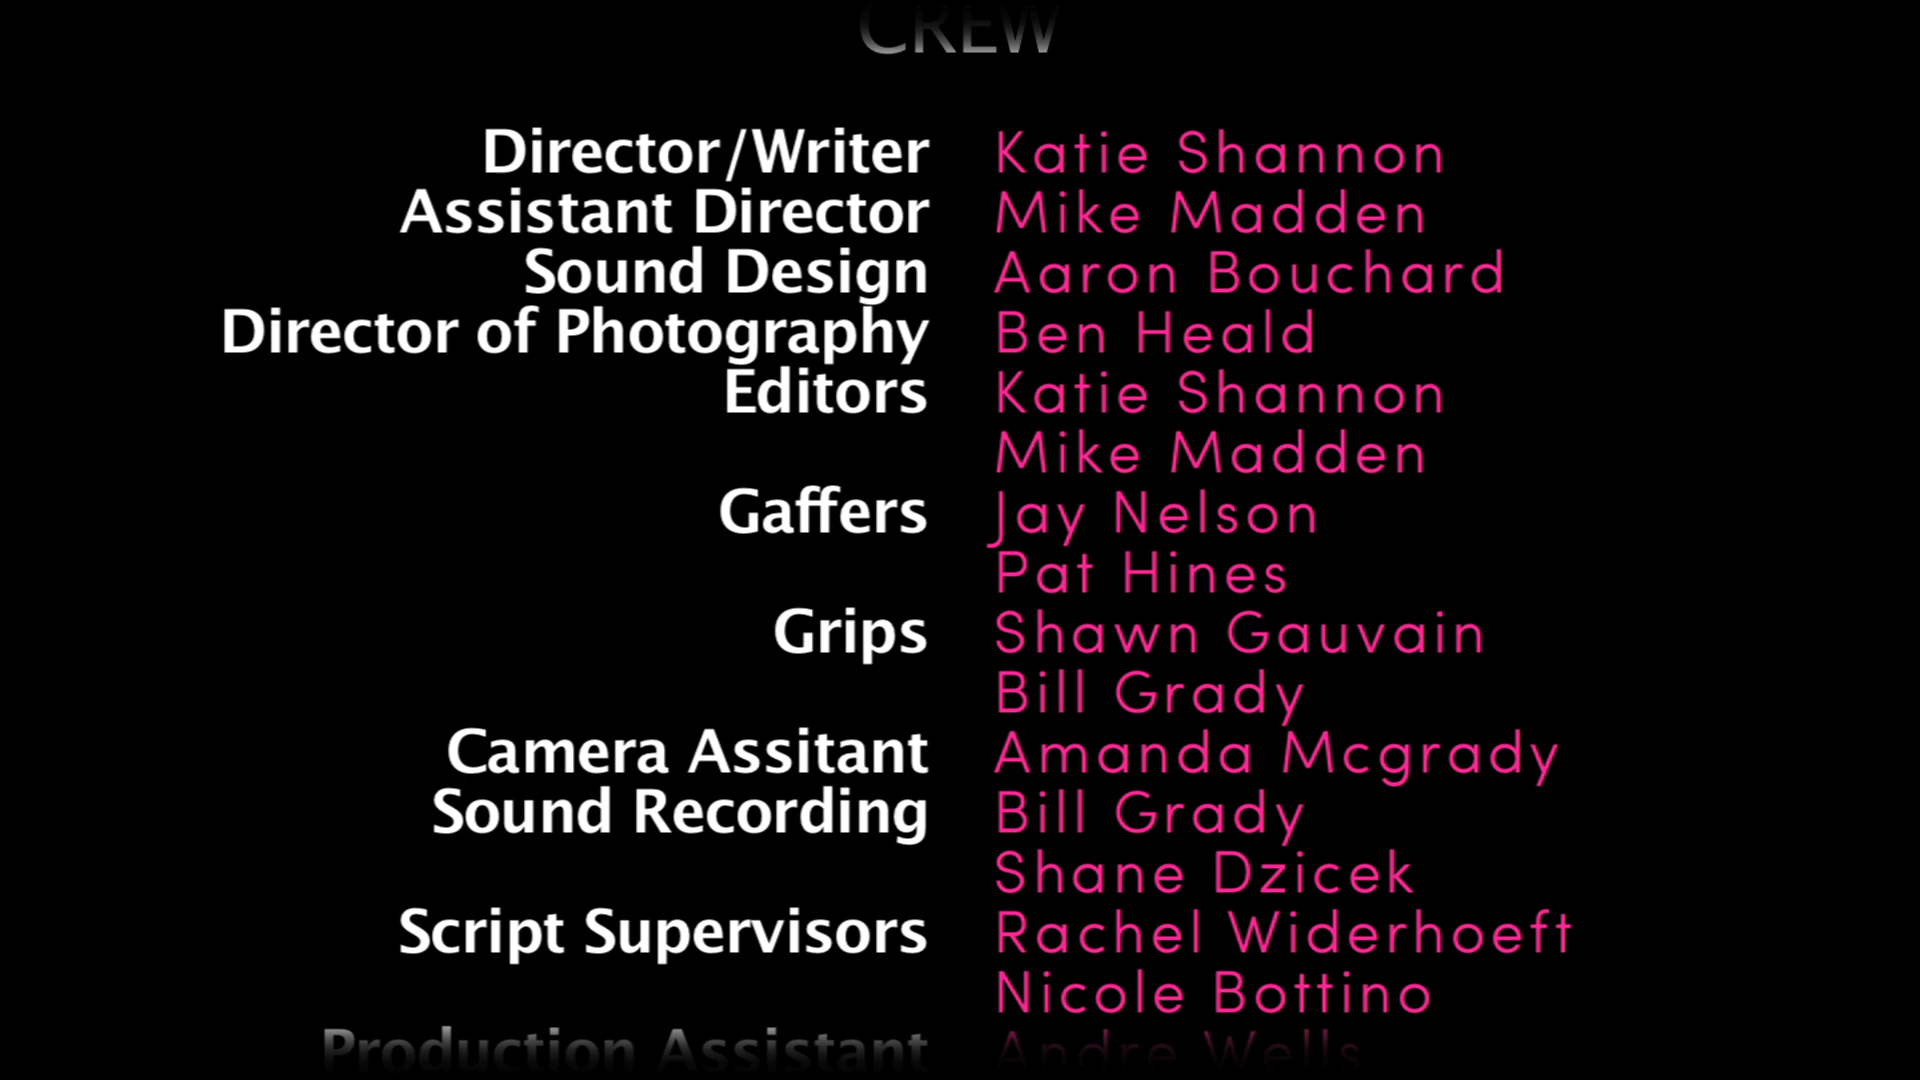 CREW
Director/Writer Katie Shannon
Assistant Director Mike Madden
Sound Design Aaron Bouchard
Director of Photography Ben Heald
Editors Katie Shannon
Mike Madden
Gaffers Jay Nelson
Pat Hines
Grips Shawn Gauvain
Bill Grady
Camera Assitant Amanda Mcgrady
Sound Recording Bill Grady
Shane Dzicek
Script Supervisors Rachel Widerhoeft
Nicole Bottino
Production Assistant Andre Wells